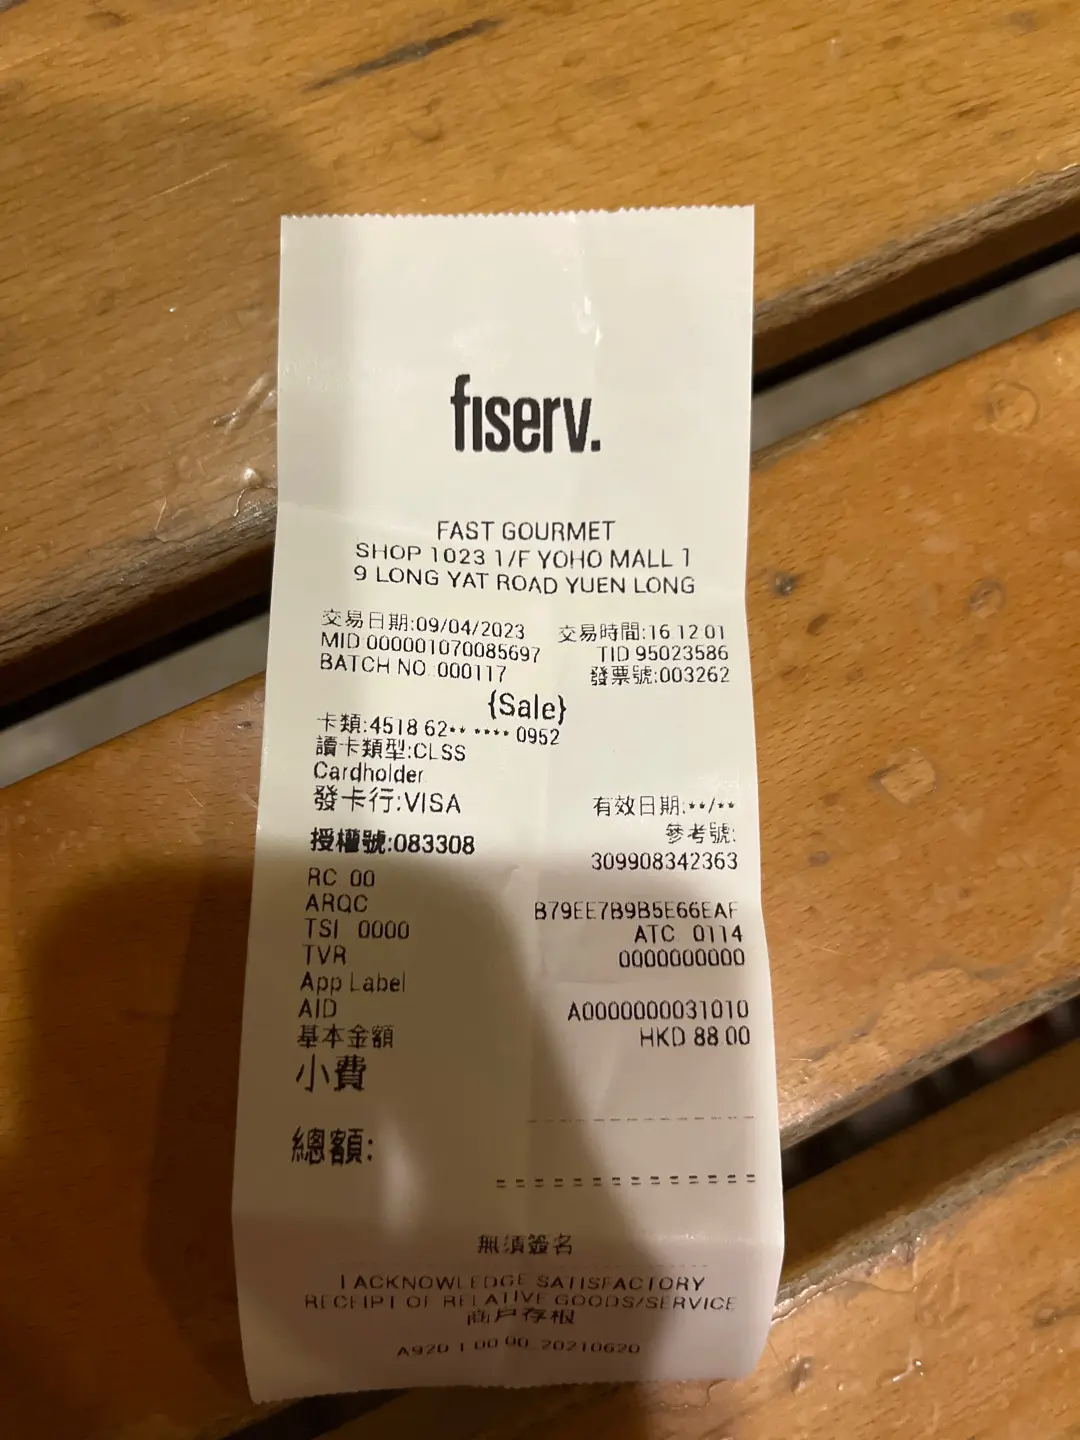 fiserv.
FAST GOURMET
SHOP 1023 1/F YOHO MALL 1
9 LONG YAT ROAD YUEN LONG
交易日期:09/04/2023 交易時間:16 12 01
MID 000001070085697 TID 95023586
BATCH NO. 000117 發票號:003262
{Sale}
卡類:4518 62** **** 0952
讀卡類型:CLSS
Cardholder
發卡行:VISA 有效日期:**/**
參考號:
授權號:083308 309908342363
RC 00
ARQC B79EE7B9B5E66EAF
TSI 0000 ATC 0114
TVR 0000000000
App Label
AID A0000000031010
基本金額 HKD 88.00
小費
總額:
無須簽名
I ACKNOWLEDGE SATISFACTORY
RECEIPT OF RELATIVE GOODS/SERVICE
商戶存根
A920 1 00 00_20210620